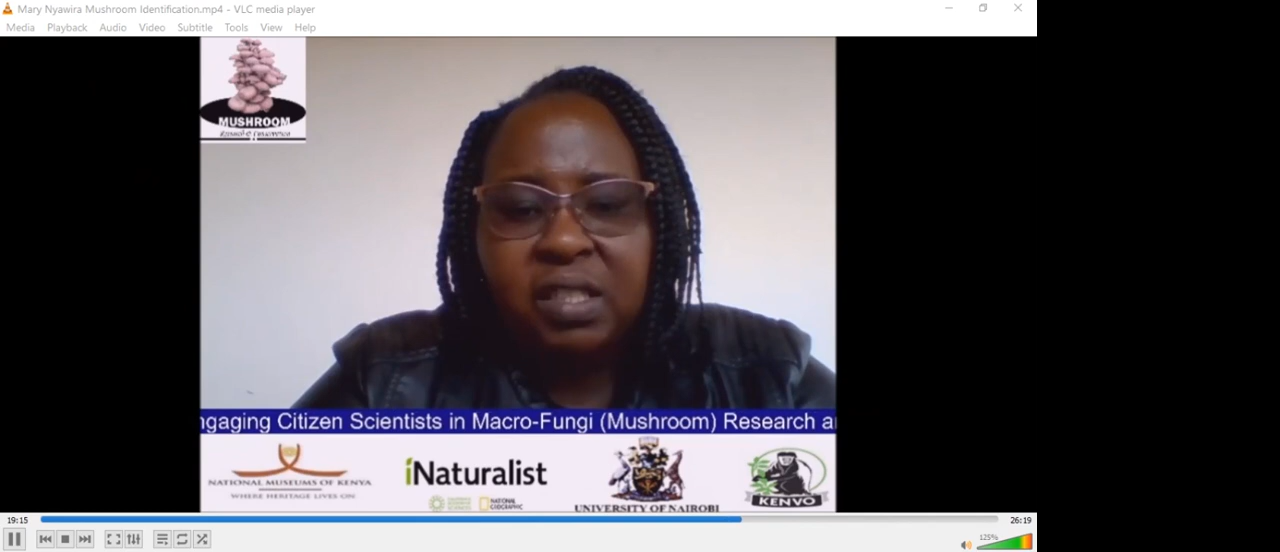 Mary Nyawira Mushroom Identification.mp4 - VLC media player
Media Playback Audio Video Subtitle Tools View Help
MUSHROOM
ngaging Citizen Scientists in Macro-Fungi (Mushroom) Research a
NATIONAL MUSEUMS OF KENYA
WHERE HERITAGE LIVES ON
iNaturalist
NATIONAL
GEOGRAPHIC
UNIVERSITY OF NAIROBI
KENVO
19:15
26:19
125%